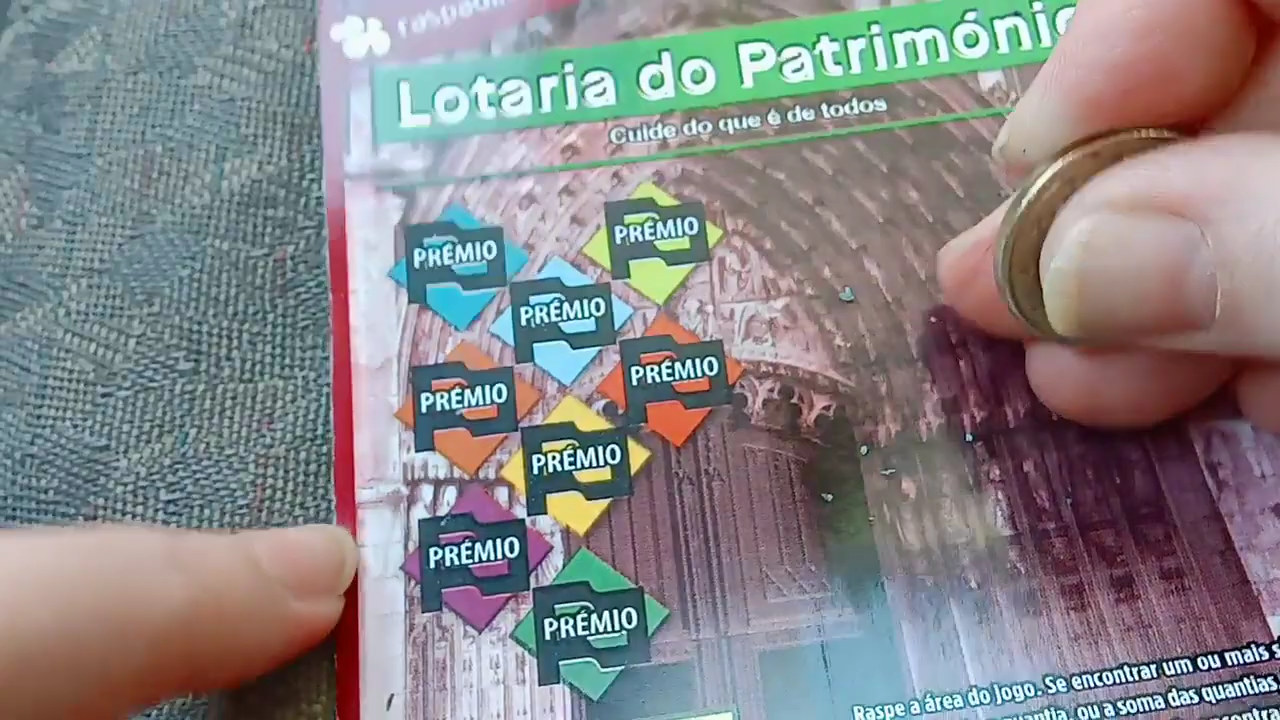 Lotaria do Património
Cuide do que é de todos
PRÉMIO
PRÉMIO
PRÉMIO
PRÉMIO
PRÉMIO
PRÉMIO
PRÉMIO
PRÉMIO
Raspe a área do jogo. Se encontrar um ou mais
ou a soma das quantias